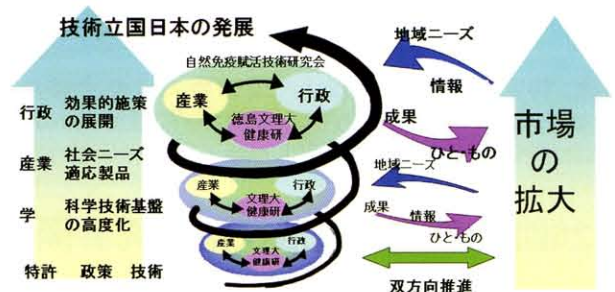 技術立国日本の発展
自然免疫賦活技術研究会
産業
行政
徳島文理大
健康研
産業
行政
文理大
健康研
産業
行政
文理大
健康研
行政 効果的施策
の展開
産業 社会ニーズ
適応製品
学 科学技術基盤
の高度化
特許 政策 技術
地域ニーズ
情報
成果
ひと・もの
地域ニーズ
成果 情報
ひと・もの
双方向推進
市場
の
拡大